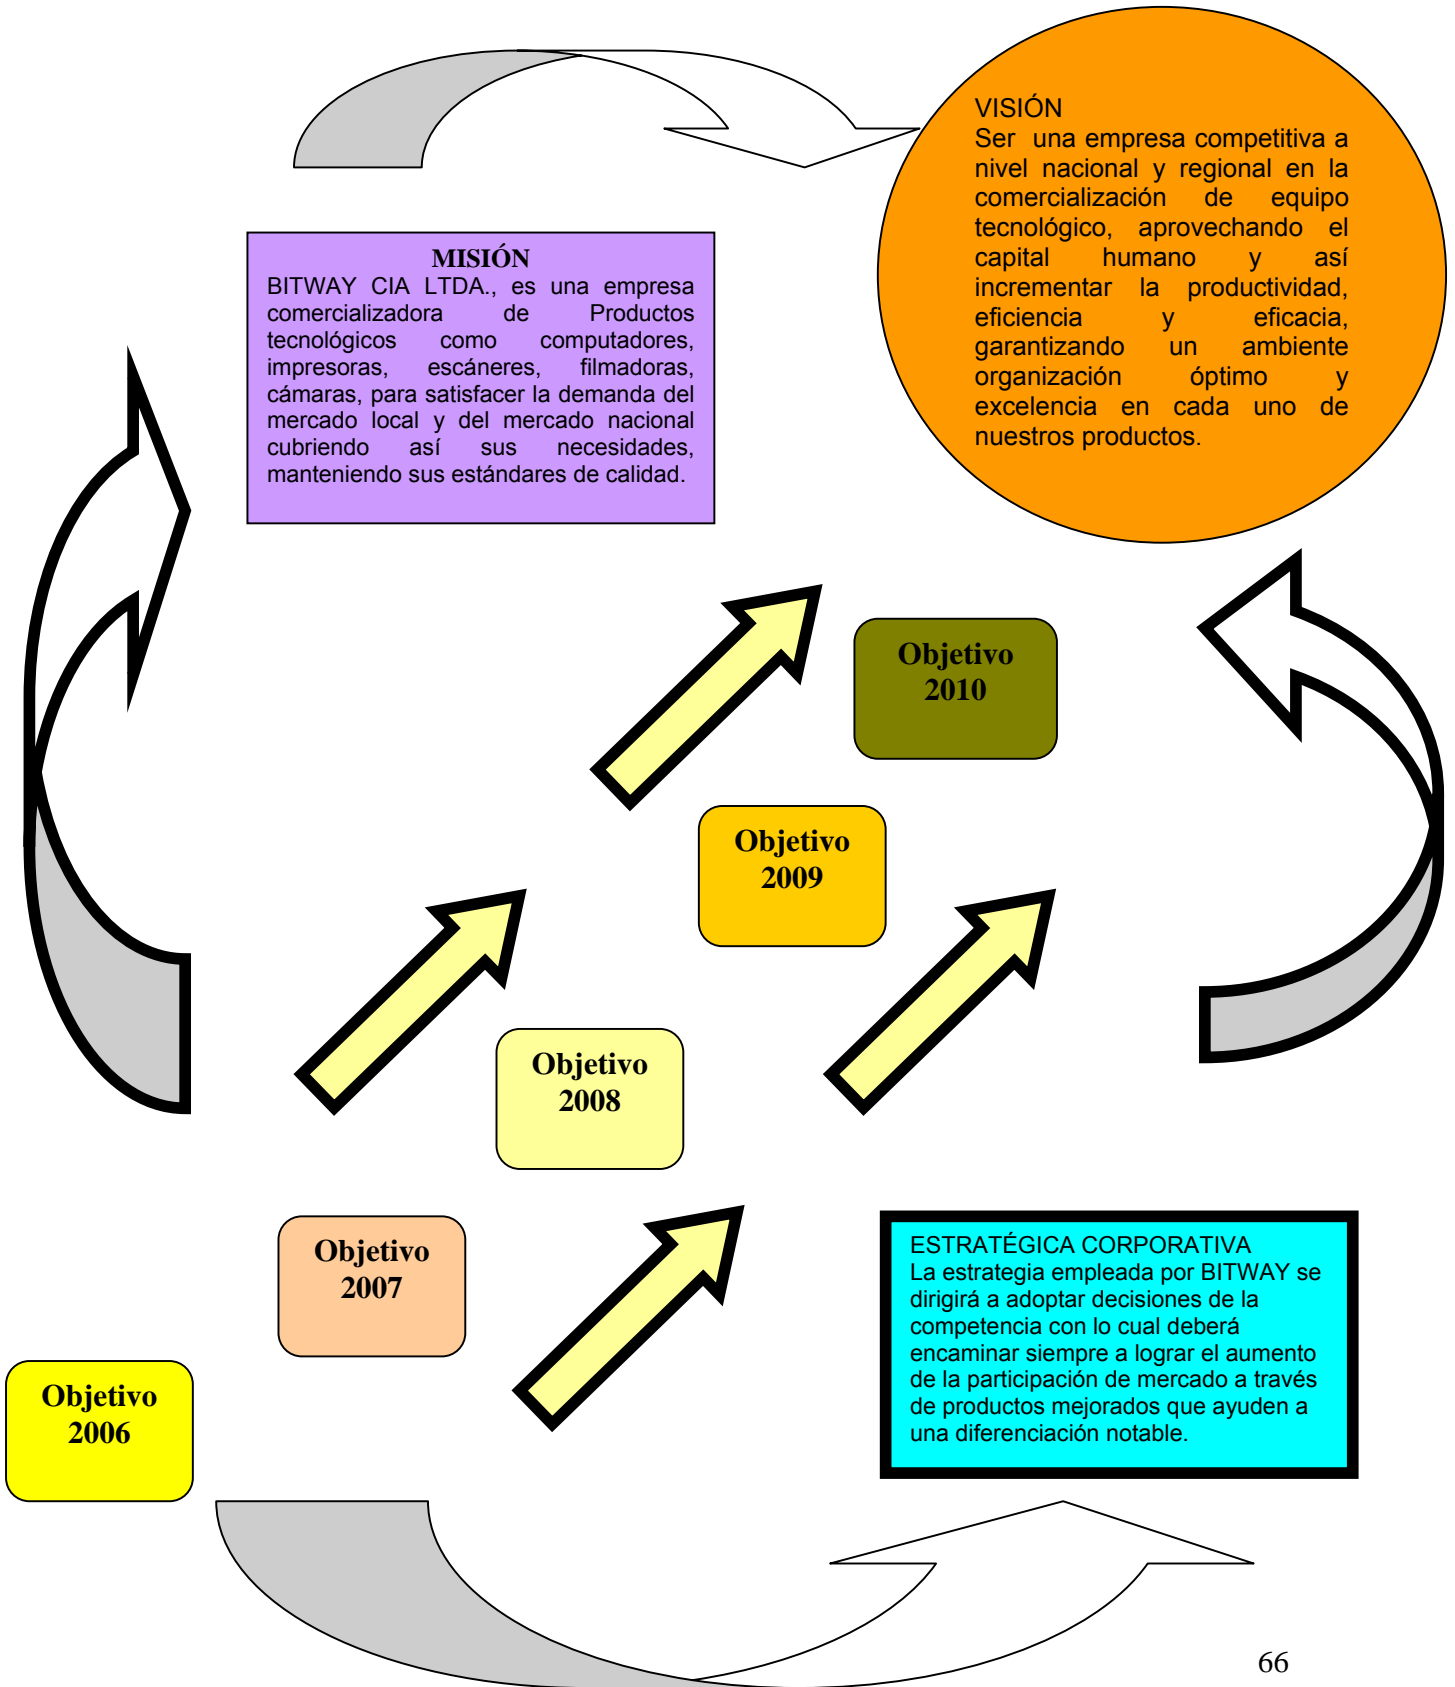 VISIÓN
Ser una empresa competitiva a
nivel nacional y regional en la
comercialización de equipo
tecnológico, aprovechando el
capital humano y así
incrementar la productividad,
eficiencia y eficacia,
garantizando un ambiente
organización óptimo y
excelencia en cada uno de
nuestros productos.
MISIÓN
BITWAY CIA LTDA., es una empresa
comercializadora de Productos
tecnológicos como computadores,
impresoras, escáneres, filmadoras,
cámaras, para satisfacer la demanda del
mercado local y del mercado nacional
cubriendo así sus necesidades,
manteniendo sus estándares de calidad.
Objetivo
2010
Objetivo
2009
Objetivo
2008
Objetivo
2007
Objetivo
2006
ESTRATÉGICA CORPORATIVA
La estrategia empleada por BITWAY se
dirigirá a adoptar decisiones de la
competencia con lo cual deberá
encaminar siempre a lograr el aumento
de la participación de mercado a través
de productos mejorados que ayuden a
una diferenciación notable.
66